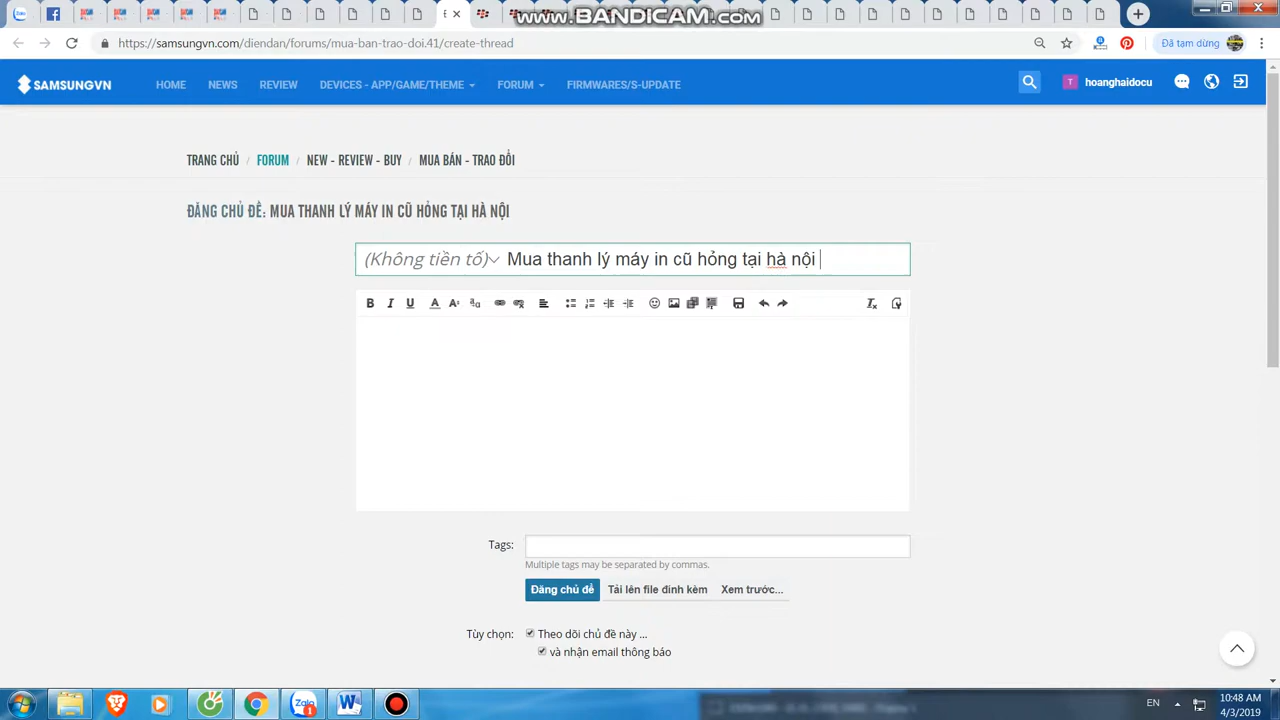 WWW.BANDICAM.COM
https://samsungvn.com/diendan/forums/mua-ban-trao-doi.41/create-thread
Đã tạm dừng
SAMSUNGVN
HOME
NEWS
REVIEW
DEVICES - APP/GAME/THEME
FORUM
FIRMWARES/S-UPDATE
T
hoanghaidocu
TRANG CHỦ / FORUM / NEW - REVIEW - BUY / MUA BÁN - TRAO ĐỔI
ĐĂNG CHỦ ĐỀ: MUA THANH LÝ MÁY IN CŨ HỎNG TẠI HÀ NỘI
(Không tiền tố) Mua thanh lý máy in cũ hỏng tại hà nội
B I U A
Tags:
Multiple tags may be separated by commas.
Đăng chủ đề
Tải lên file đính kèm
Xem trước...
Tùy chọn:
Theo dõi chủ đề này ...
và nhận email thông báo
Zalo
1
W
EN
10:48 AM
4/3/2019